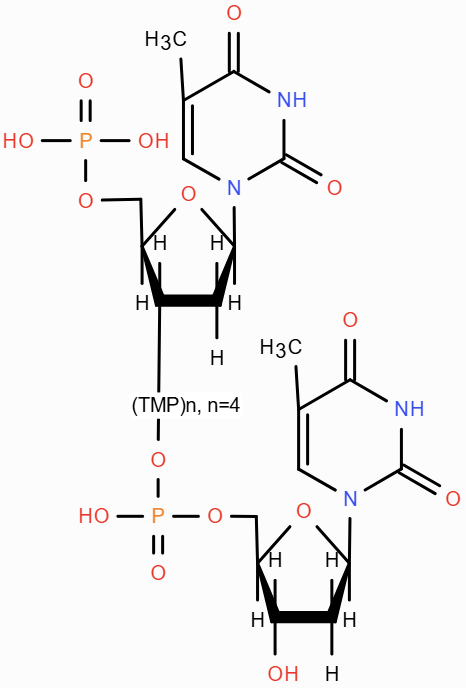 O
H₃C
O
NH
HO P OH
O
N O
O
H H
H H
H
O
H₃C
(TMP)n, n=4
NH
O
N O
HO P O O
O
H H
H H
OH H